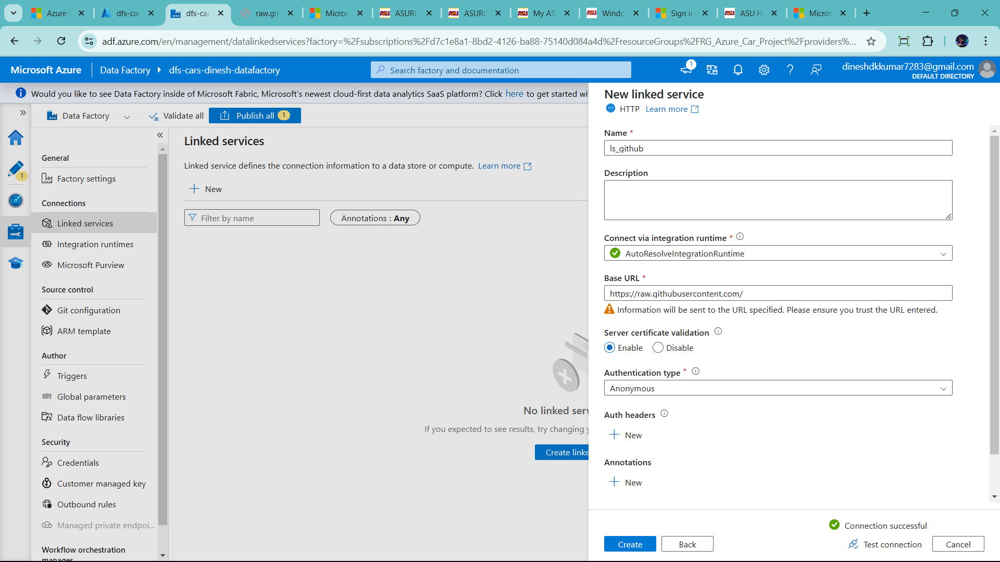 Azure
dfs-car
dfs-car
raw.git
Micros
ASURI
ASURI
My AS
Windo
Sign in
ASU H
Micros
adf.azure.com/en/management/datalinkedservices?factory=%2Fsubscriptions%2Fd7c1e8a1-8bd2-4126-ba88-75140d084a4d%2FresourceGroups%2FRG_Azure_Car_Project%2Fproviders%...
Microsoft Azure
Data Factory
dfs-cars-dinesh-datafactory
Search factory and documentation
1
dineshdkkumar7283@gmail.com
DEFAULT DIRECTORY
Would you like to see Data Factory inside of Microsoft Fabric, Microsoft's newest cloud-first data analytics SaaS platform? Click here to get started wi
Data Factory
Validate all
Publish all 1
1
General
Factory settings
Connections
Linked services
Integration runtimes
Microsoft Purview
Source control
Git configuration
ARM template
Author
Triggers
Global parameters
Data flow libraries
Security
Credentials
Customer managed key
Outbound rules
Managed private endpoi...
Workflow orchestration
manager
Linked services
Linked service defines the connection information to a data store or compute. Learn more
New
Filter by name
Annotations : Any
No linked serv
If you expected to see results, try changing y
Create linke
New linked service
HTTP Learn more
Name *
ls_github
Description
Connect via integration runtime *
AutoResolveIntegrationRuntime
Base URL *
https://raw.githubusercontent.com/
Information will be sent to the URL specified. Please ensure you trust the URL entered.
Server certificate validation
Enable Disable
Authentication type *
Anonymous
Auth headers
New
Annotations
New
Connection successful
Create Back Test connection Cancel